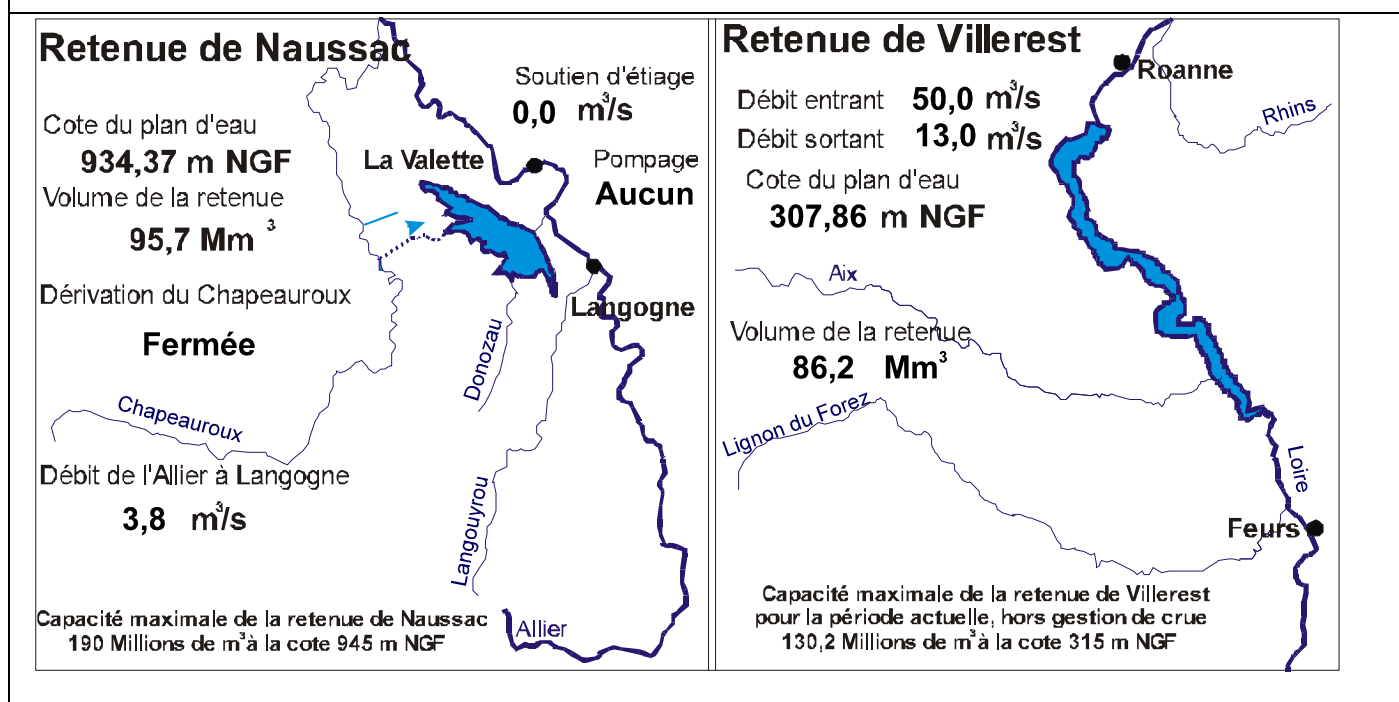 Retenue de Naussac
Soutien d'étiage
0,0 m³/s
Cote du plan d'eau
934,37 m NGF
La Valette
Pompage
Aucun
Volume de la retenue
95,7 Mm³
Dérivation du Chapeauroux
Fermée
Langogne
Donozau
Chapeauroux
Débit de l'Allier à Langogne
3,8 m³/s
Langouyrou
Capacité maximale de la retenue de Naussac
190 Millions de m³ à la cote 945 m NGF
Allier
Retenue de Villerest
Roanne
Débit entrant 50,0 m³/s
Débit sortant 13,0 m³/s
Rhins
Cote du plan d'eau
307,86 m NGF
Aix
Volume de la retenue
86,2 Mm³
Lignon du Forez
Loire
Feurs
Capacité maximale de la retenue de Villerest
pour la période actuelle, hors gestion de crue
130,2 Millions de m³ à la cote 315 m NGF